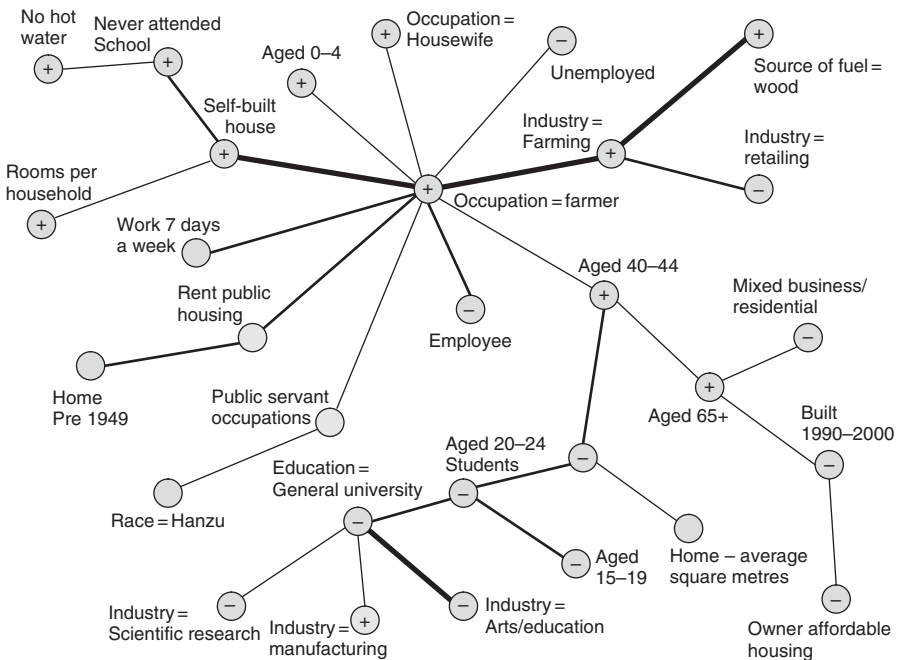 No hot
water
Never attended
School
+
+
Aged 0–4
+
Occupation =
Housewife
+
–
Unemployed
+
Source of fuel =
wood
Self-built
house
+
Industry =
Farming
+
Industry =
retailing
–
Rooms per
household
+
+
Occupation = farmer
Work 7 days
a week
Rent public
housing
–
Employee
Aged 40–44
+
Mixed business/
residential
–
Home
Pre 1949
Public servant
occupations
+
Aged 65+
Built
1990–2000
–
Race = Hanzu
Education =
General university
–
Aged 20–24
Students
–
–
Home – average
square metres
–
Aged
15–19
Industry =
Scientific research
–
Industry =
manufacturing
+
–
Industry =
Arts/education
–
Owner affordable
housing